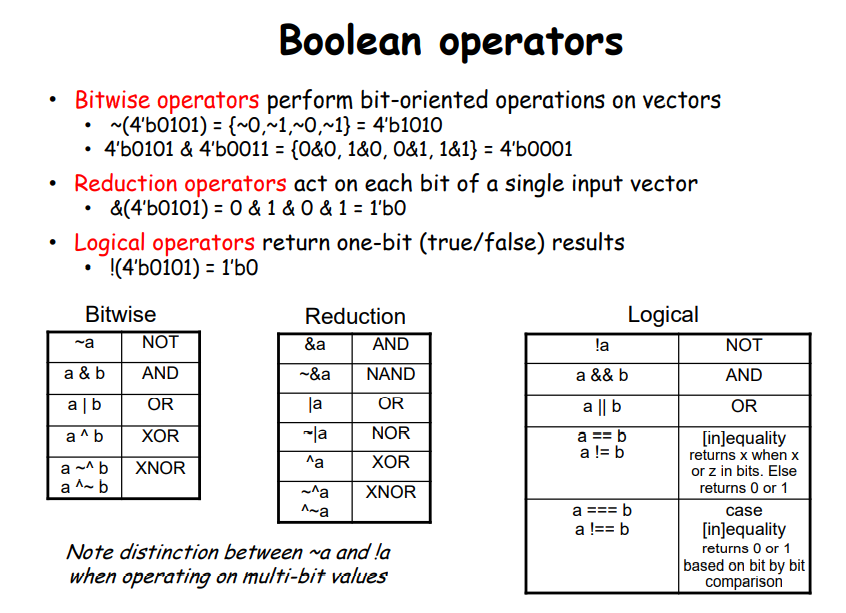 Boolean operators
• Bitwise operators perform bit-oriented operations on vectors
• ~(4'b0101) = {~0,~1,~0,~1} = 4'b1010
• 4'b0101 & 4'b0011 = {0&0, 1&0, 0&1, 1&1} = 4'b0001
• Reduction operators act on each bit of a single input vector
• &(4'b0101) = 0 & 1 & 0 & 1 = 1'b0
• Logical operators return one-bit (true/false) results
• !(4'b0101) = 1'b0
Bitwise
~a NOT
a & b AND
a | b OR
a ^ b XOR
a ~^ b XNOR
a ^~ b
Reduction
&a AND
~&a NAND
|a OR
~|a NOR
^a XOR
~^a XNOR
^~a
Logical
!a NOT
a && b AND
a || b OR
a == b [in]equality
a != b returns x when x
or z in bits. Else
returns 0 or 1
a === b case
a !== b [in]equality
returns 0 or 1
based on bit by bit
comparison
Note distinction between ~a and !a
when operating on multi-bit values